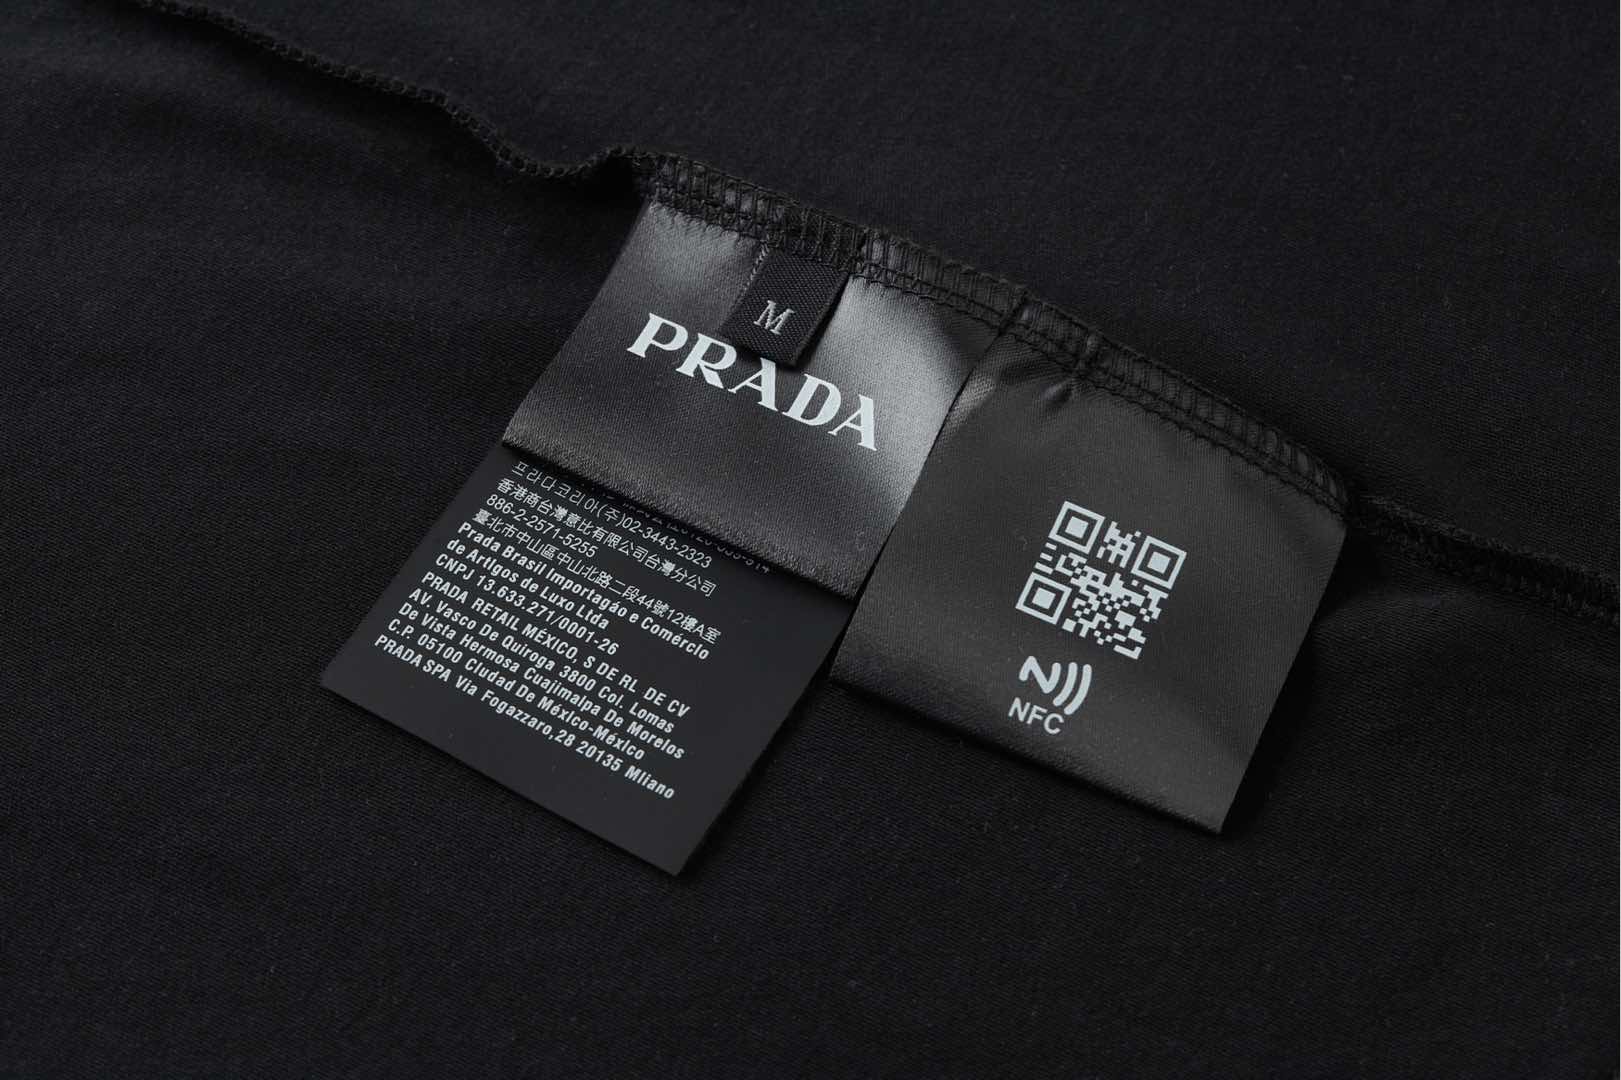 M
PRADA
프라다코리아(주)02-3443-2323
香港商台灣意比有限公司台灣分公司
886-2-2571-5255
臺北市中山區中山北路二段44號12樓A至
Prada Brasil Importagão e Comércio
de Artigos de Luxo Ltda
CNPJ 13.633.271/0001-26
PRADA RETAIL MÉXICO, S DE RL DE CV
AV. Vasco De Quiroga 3800 Col. Lomas
De Vista Hermosa Cuajimalpa De Morelos
C.P. 05100 Ciudad De México-México
PRADA SPA Via Fogazzaro,28 20135 Mliano
NFC